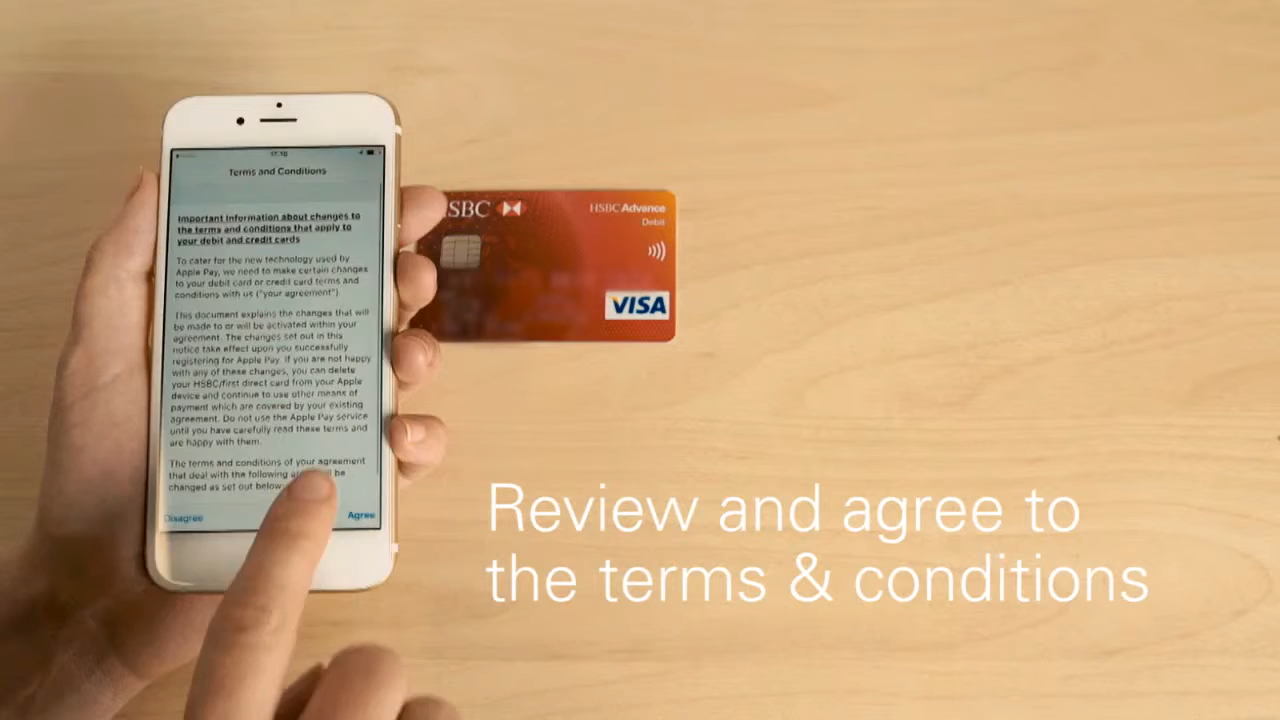 17:10
Terms and Conditions
Important Information about changes to
the terms and conditions that apply to
your debit and credit cards
To cater for the new technology used by
Apple Pay, we need to make certain changes
to your debit card or credit card terms and
conditions with us ("your agreement")
This document explains the changes that will
be made to or will be activated within your
agreement. The changes set out in this
notice take effect upon you successfully
registering for Apple Pay. If you are not happy
with any of these changes, you can delete
your HSBC/first direct card from your Apple
device and continue to use other means of
payment which are covered by your existing
agreement. Do not use the Apple Pay service
until you have carefully read these terms and
are happy with them.
The terms and conditions of your agreement
that deal with the following be
changed as set out below
Disagree Agree
SBC
HSBC Advance
Debit
VISA
Review and agree to
the terms & conditions